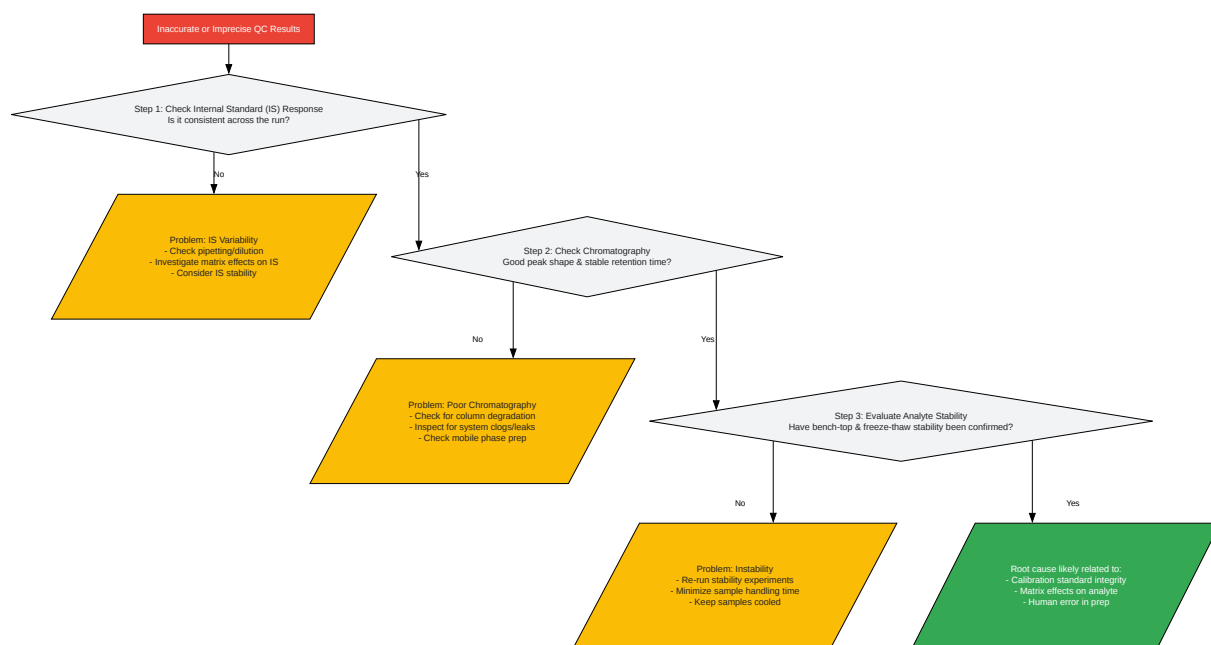 Inaccurate or Imprecise QC Results
Step 1: Check Internal Standard (IS) Response
Is it consistent across the run?
No
Yes
Problem: IS Variability
- Check pipetting/dilution
- Investigate matrix effects on IS
- Consider IS stability
Step 2: Check Chromatography
Good peak shape & stable retention time?
No
Yes
Problem: Poor Chromatography
- Check for column degradation
- Inspect for system clogs/leaks
- Check mobile phase prep
Step 3: Evaluate Analyte Stability
Have bench-top & freeze-thaw stability been confirmed?
No
Yes
Problem: Instability
- Re-run stability experiments
- Minimize sample handling time
- Keep samples cooled
Root cause likely related to:
- Calibration standard integrity
- Matrix effects on analyte
- Human error in prep